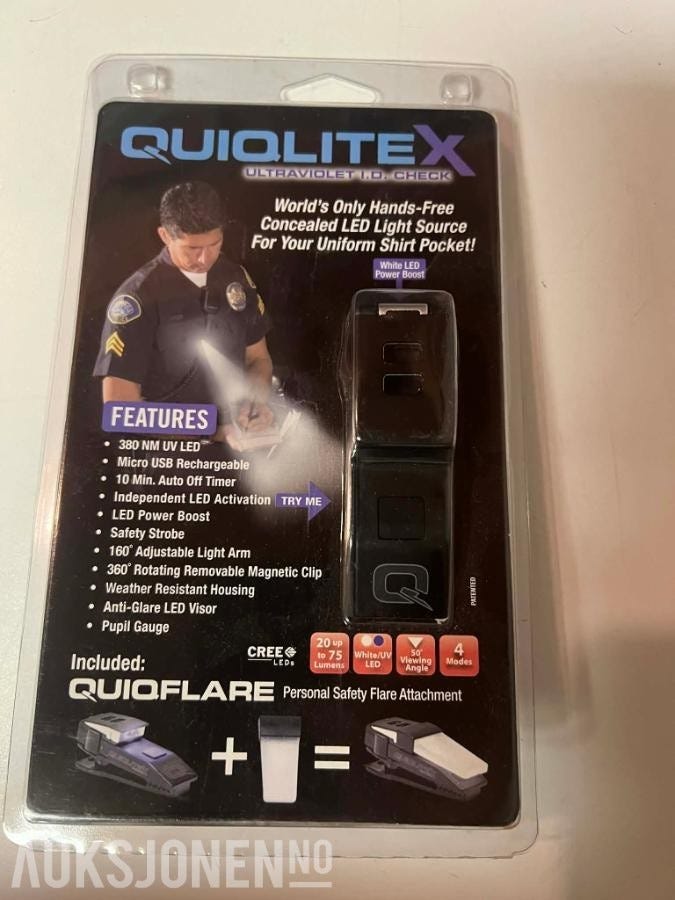 QUIQLITEX
ULTRAVIOLET I.D. CHECK
World's Only Hands-Free
Concealed LED Light Source
For Your Uniform Shirt Pocket!
White LED
Power Boost
FEATURES
• 380 NM UV LED
• Micro USB Rechargeable
• 10 Min. Auto Off Timer
• Independent LED Activation
TRY ME
• LED Power Boost
• Safety Strobe
• 160° Adjustable Light Arm
• 360° Rotating Removable Magnetic Clip
• Weather Resistant Housing
• Anti-Glare LED Visor
• Pupil Gauge
Q
PATENTED
CREE
LEDs
20 up
to 75
Lumens
White/UV
LED
50°
Viewing
Angle
4
Modes
Included:
QUIQFLARE Personal Safety Flare Attachment
+ =
AUKSJONEN NO